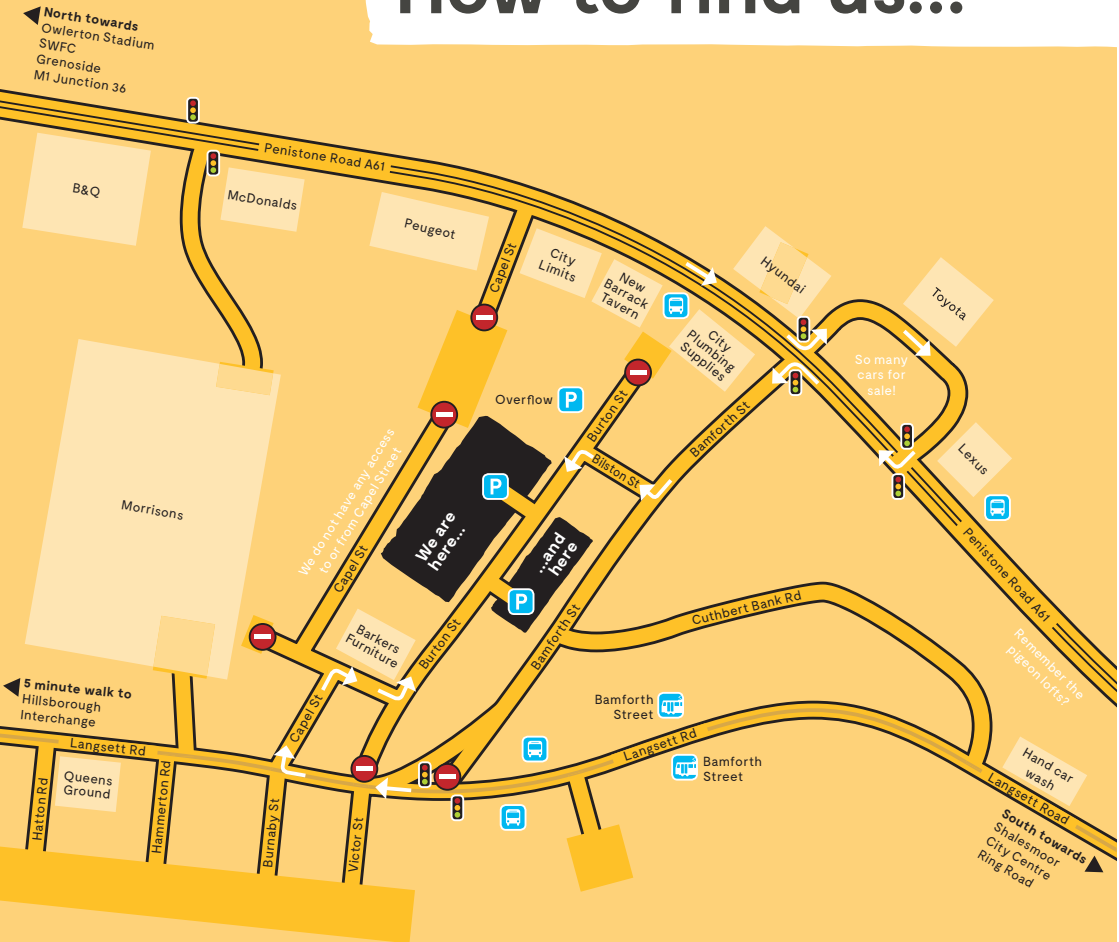 How to find us...
North towards
Owlerton Stadium
SWFC
Grenoside
M1 Junction 36
Penistone Road A61
B&Q
McDonalds
Peugeot
Capel St
City
Limits
New
Barrack
Tavern
City
Plumbing
Supplies
Hyundai
Toyota
So many
cars for
sale!
Lexus
Overflow
P
Burton St
Bamforth St
Bilston St
P
We are
here...
...and
here
P
We do not have any access
to or from Capel Street
Capel St
Morrisons
Barkers
Furniture
Burton St
Bamforth St
Cuthbert Bank Rd
Penistone Road A61
Remember the
pigeon lofts?
5 minute walk to
Hillsborough
Interchange
Capel St
Langsett Rd
Queens
Ground
Hatton Rd
Hammerton Rd
Burnaby St
Victor St
Bamforth
Street
Langsett Rd
Bamforth
Street
Hand car
wash
Langsett Road
South towards
Shalesmoor
City Centre
Ring Road